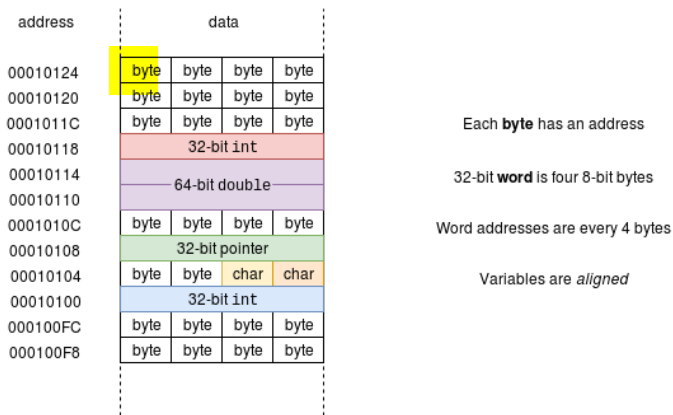 address data
00010124 byte byte byte byte
00010120 byte byte byte byte
0001011C byte byte byte byte
Each byte has an address
00010118 32-bit int
00010114
64-bit double
32-bit word is four 8-bit bytes
00010110
0001010C byte byte byte byte
Word addresses are every 4 bytes
00010108 32-bit pointer
00010104 byte byte char char
Variables are aligned
00010100 32-bit int
000100FC byte byte byte byte
000100F8 byte byte byte byte